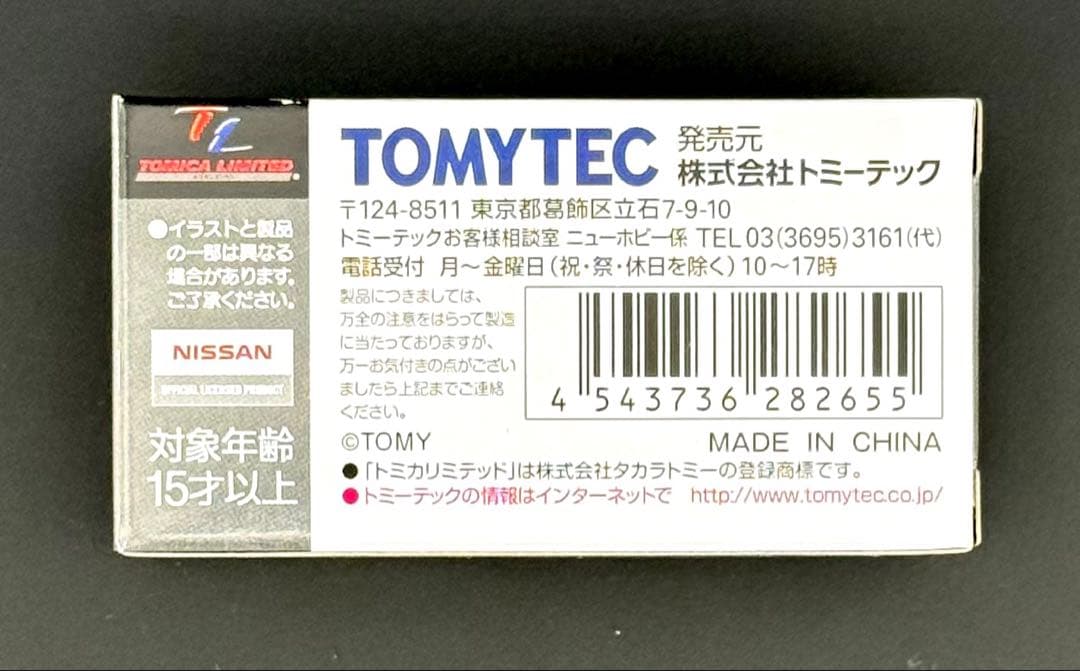 TL
TOMICA LIMITED
●イラストと製品
の一部は異なる
場合があります。
ご了承ください。
NISSAN
OFFICIAL LICENSED PRODUCT
対象年齢
15才以上
TOMYTEC
発売元
株式会社トミーテック
〒124-8511 東京都葛飾区立石7-9-10
トミーテックお客様相談室 ニューホビー係 TEL 03(3695)3161(代)
電話受付 月～金曜日(祝・祭・休日を除く)10～17時
製品につきましては、
万全の注意をはらって製造
に当たっておりますが、
万一お気付きの点がござい
ましたら上記までご連絡
ください。
4 543736 282655
©TOMY
MADE IN CHINA
●「トミカリミテッド」は株式会社タカラトミーの登録商標です。
●トミーテックの情報はインターネットで http://www.tomytec.co.jp/